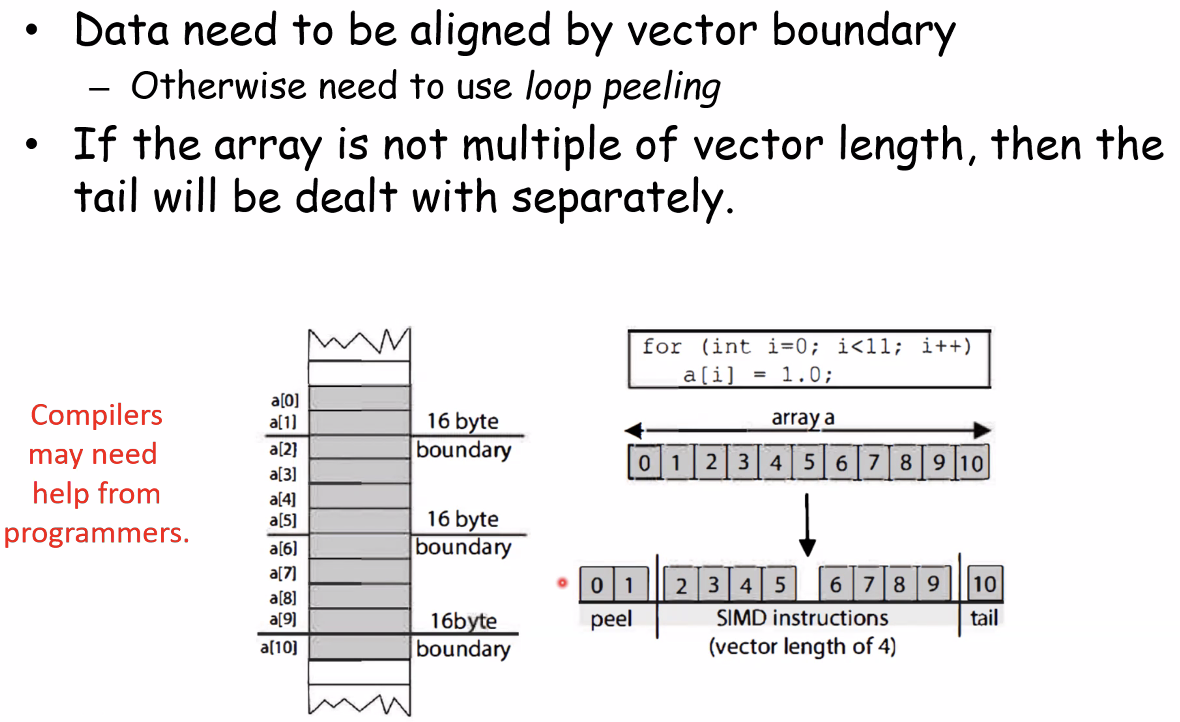 • Data need to be aligned by vector boundary
– Otherwise need to use loop peeling
• If the array is not multiple of vector length, then the
tail will be dealt with separately.
Compilers
may need
help from
programmers.
a[0]
a[1]
a[2]
a[3]
a[4]
a[5]
a[6]
a[7]
a[8]
a[9]
a[10]
16 byte
boundary
16 byte
boundary
16byte
boundary
for (int i=0; i<11; i++)
a[i] = 1.0;
array a
0 1 2 3 4 5 6 7 8 9 10
0 1 2 3 4 5 6 7 8 9 10
peel SIMD instructions tail
(vector length of 4)